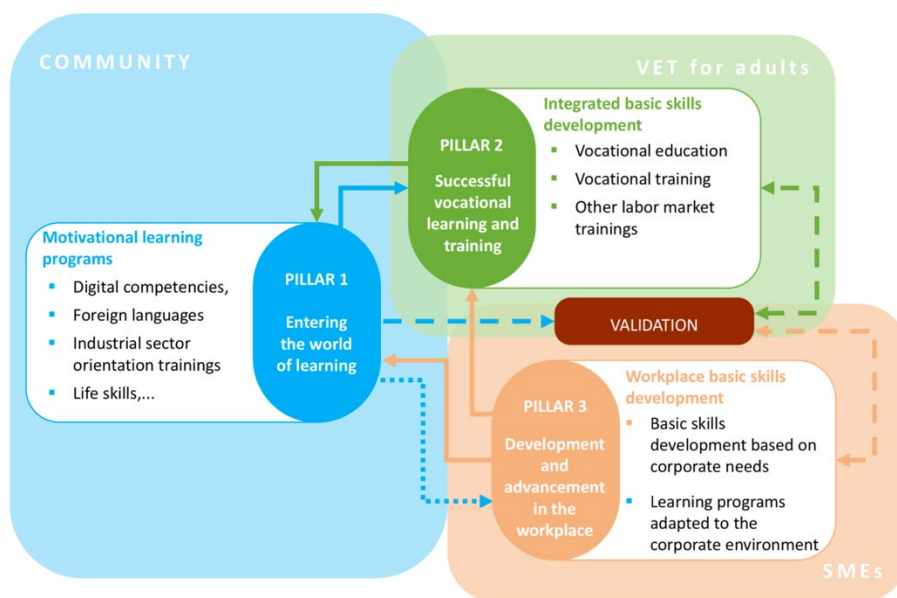 COMMUNITY
VET for adults
Integrated basic skills
development
▪ Vocational education
▪ Vocational training
▪ Other labor market
trainings
PILLAR 2
Successful
vocational
learning and
training
Motivational learning
programs
▪ Digital competencies,
▪ Foreign languages
▪ Industrial sector
orientation trainings
▪ Life skills,...
PILLAR 1
Entering
the world
of learning
VALIDATION
PILLAR 3
Development
and
advancement
in the
workplace
Workplace basic skills
development
▪ Basic skills
development based on
corporate needs
▪ Learning programs
adapted to the
corporate environment
SMEs